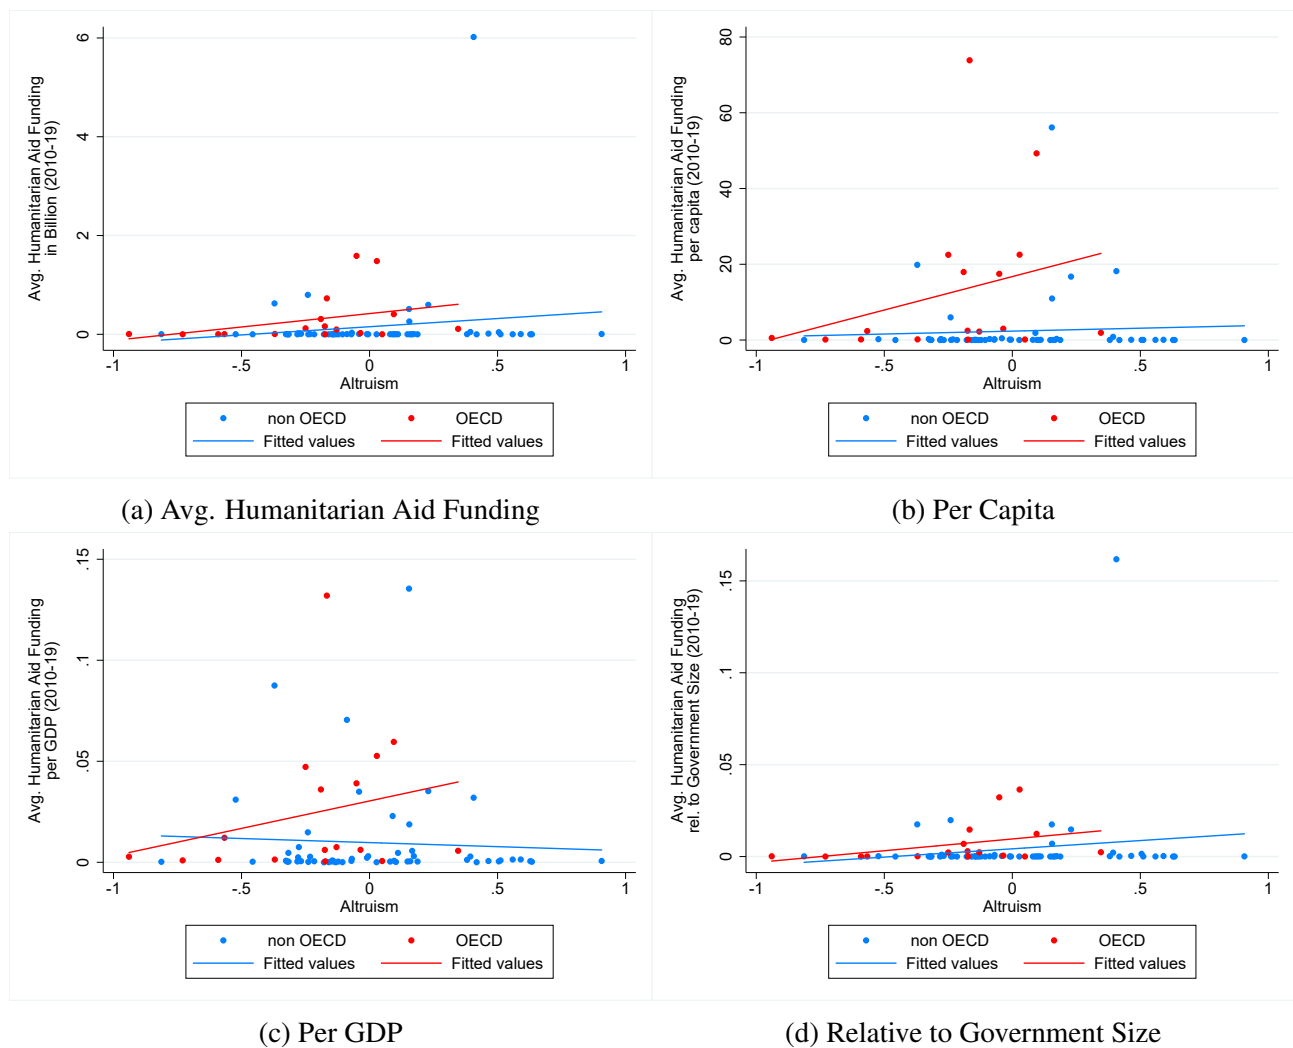 Avg. Humanitarian Aid Funding
in Billion (2010-19)
6
4
2
0
-1
-.5
0
.5
1
Altruism
non OECD
OECD
Fitted values
Fitted values
(a) Avg. Humanitarian Aid Funding
Avg. Humanitarian Aid Funding
per capita (2010-19)
80
60
40
20
0
-1
-.5
0
.5
1
Altruism
non OECD
OECD
Fitted values
Fitted values
(b) Per Capita
Avg. Humanitarian Aid Funding
per GDP (2010-19)
.15
.1
.05
0
-1
-.5
0
.5
1
Altruism
non OECD
OECD
Fitted values
Fitted values
(c) Per GDP
Avg. Humanitarian Aid Funding
rel. to Government Size (2010-19)
.15
.1
.05
0
-1
-.5
0
.5
1
Altruism
non OECD
OECD
Fitted values
Fitted values
(d) Relative to Government Size